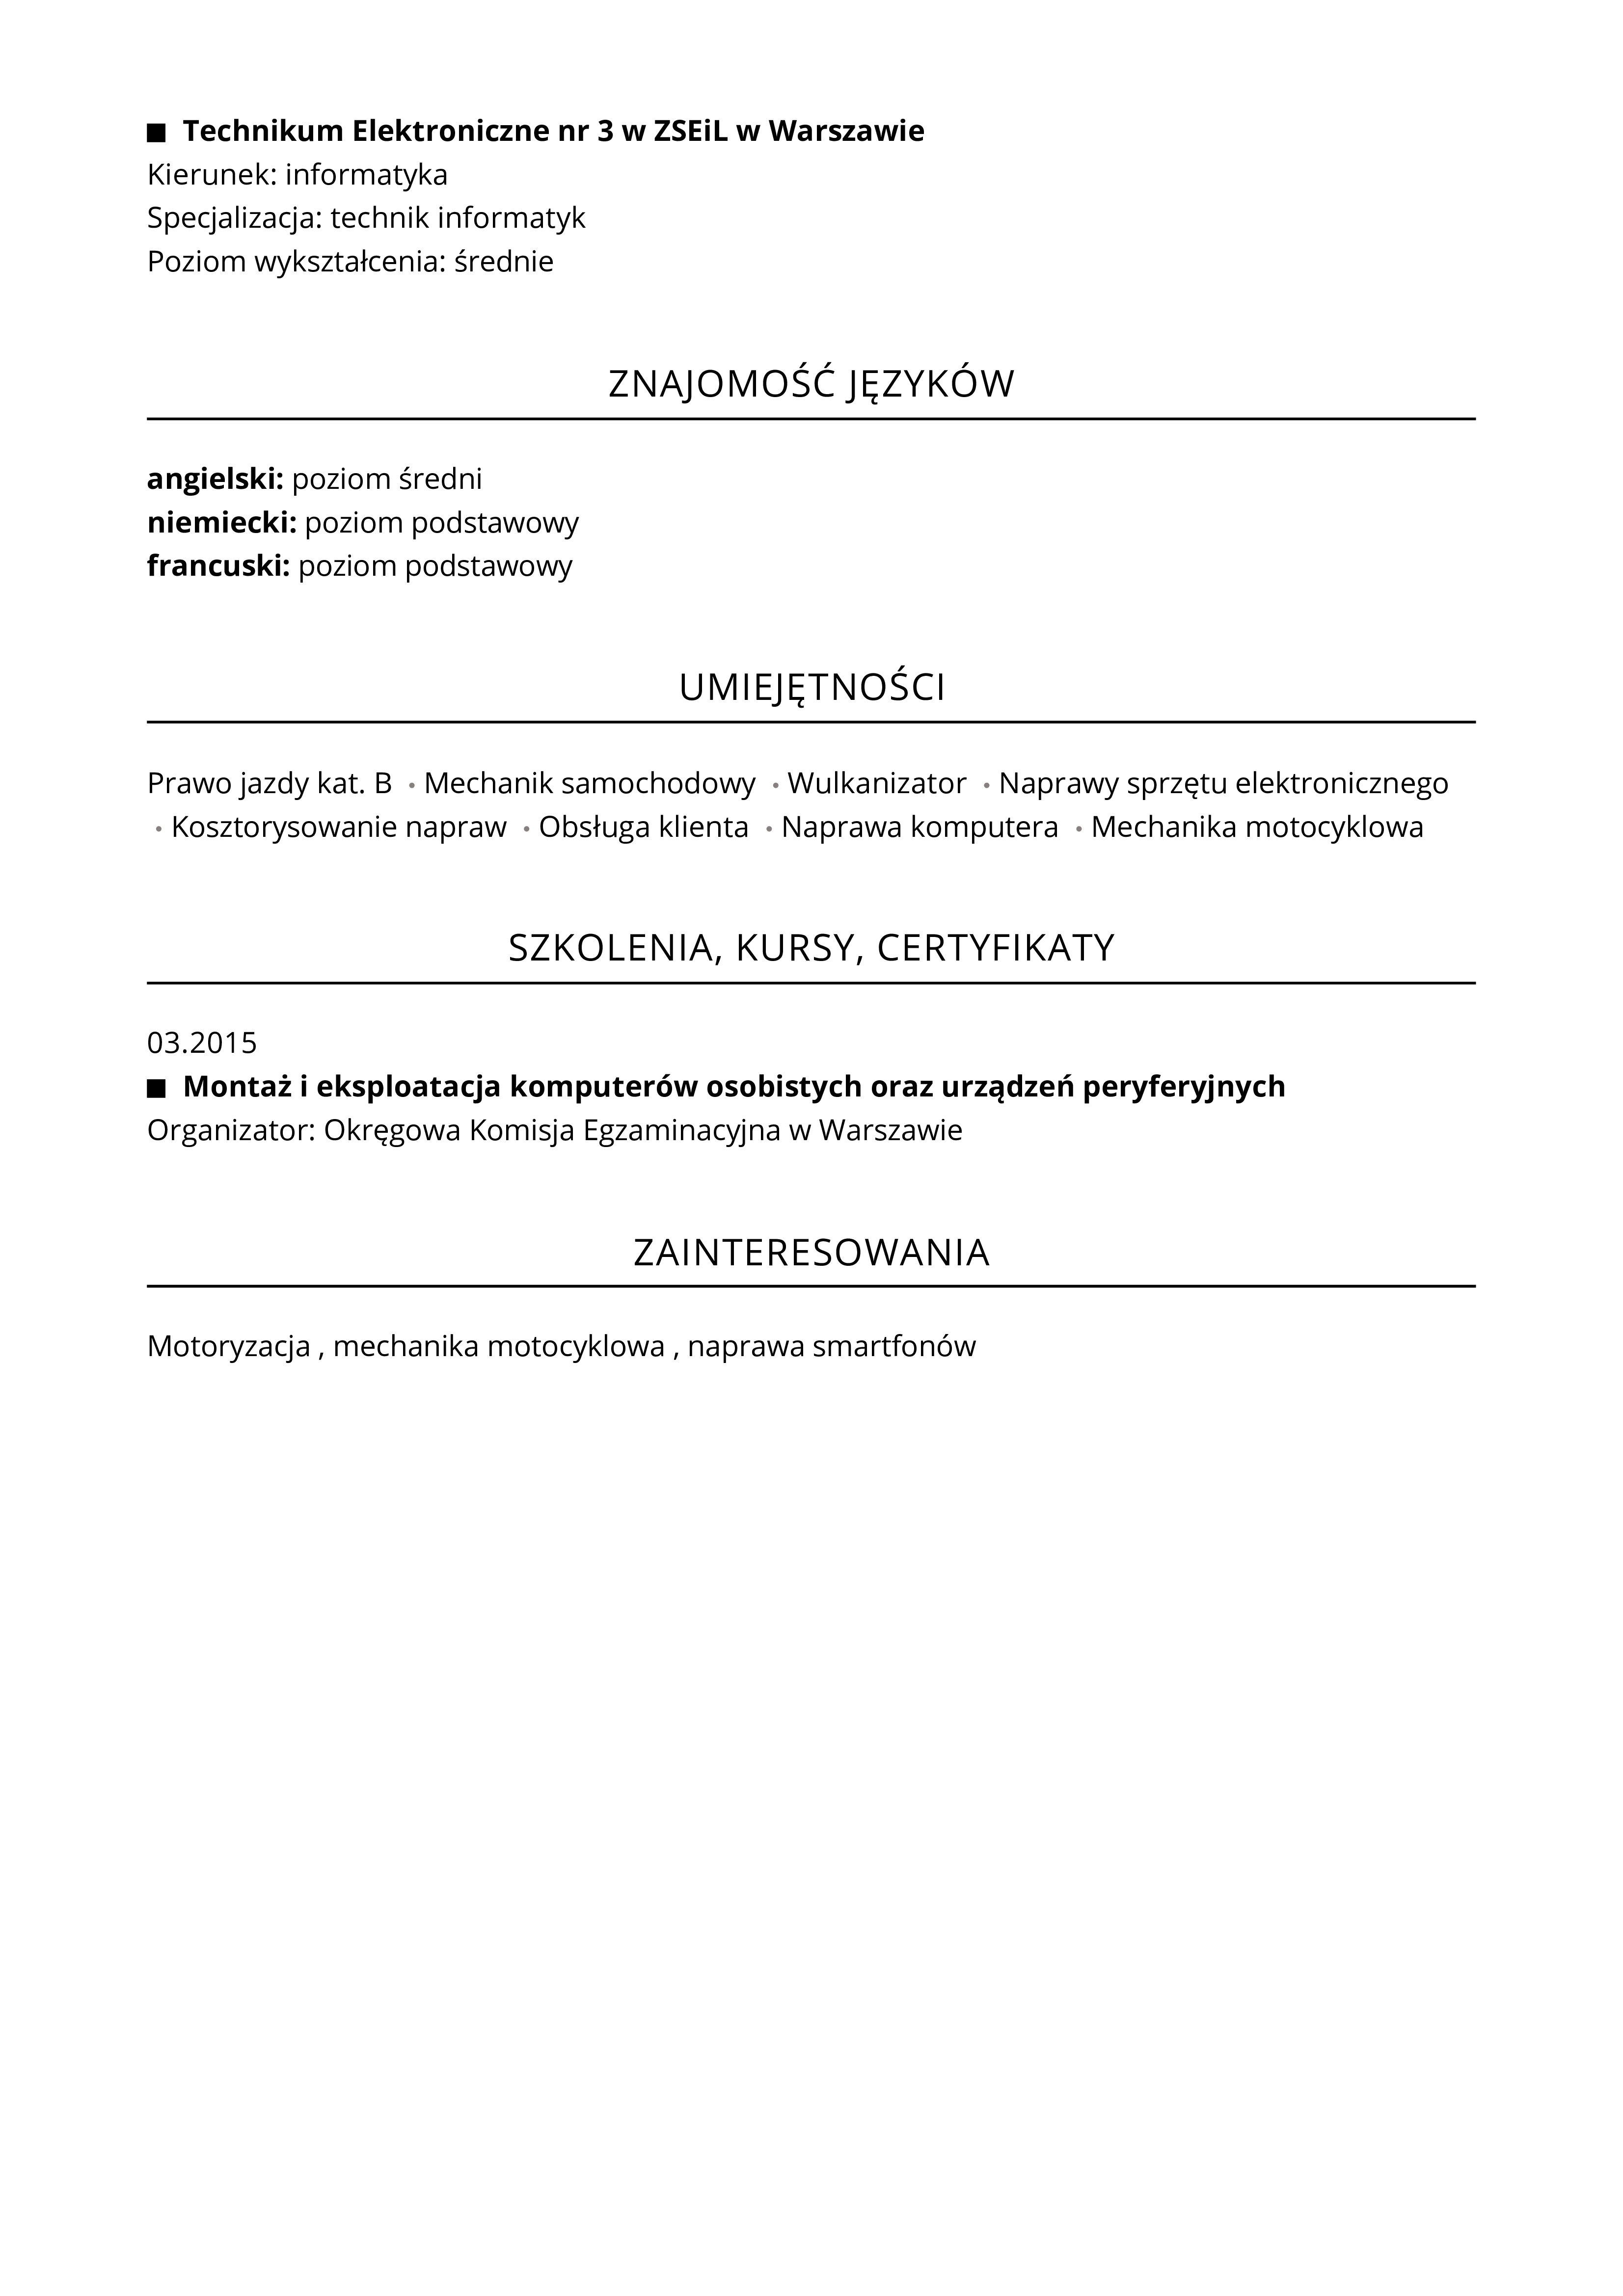 ■ Technikum Elektroniczne nr 3 w ZSEiL w Warszawie
Kierunek: informatyka
Specjalizacja: technik informatyk
Poziom wykształcenia: średnie
ZNAJOMOŚĆ JĘZYKÓW
angielski: poziom średni
niemiecki: poziom podstawowy
francuski: poziom podstawowy
UMIEJĘTNOŚCI
Prawo jazdy kat. B • Mechanik samochodowy • Wulkanizator • Naprawy sprzętu elektronicznego
• Kosztorysowanie napraw • Obsługa klienta • Naprawa komputera • Mechanika motocyklowa
SZKOLENIA, KURSY, CERTYFIKATY
03.2015
■ Montaż i eksploatacja komputerów osobistych oraz urządzeń peryferyjnych
Organizator: Okręgowa Komisja Egzaminacyjna w Warszawie
ZAINTERESOWANIA
Motoryzacja , mechanika motocyklowa , naprawa smartfonów